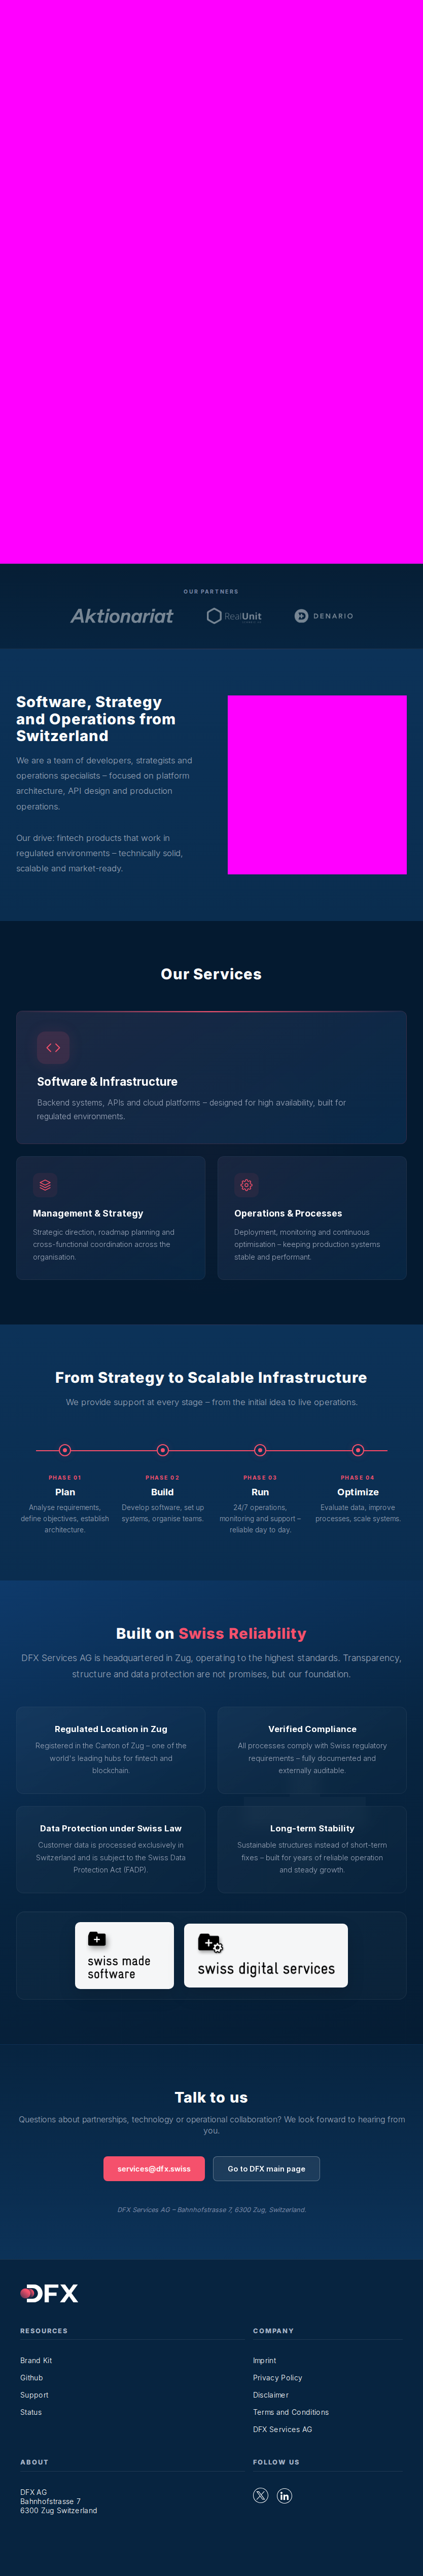 OUR PARTNERS
Aktionariat
RealUnit
DENARIO
Software, Strategy
and Operations from
Switzerland
We are a team of developers, strategists and
operations specialists – focused on platform
architecture, API design and production
operations.
Our drive: fintech products that work in
regulated environments – technically solid,
scalable and market-ready.
Our Services
Software & Infrastructure
Backend systems, APIs and cloud platforms – designed for high availability, built for
regulated environments.
Management & Strategy
Strategic direction, roadmap planning and
cross-functional coordination across the
organisation.
Operations & Processes
Deployment, monitoring and continuous
optimisation – keeping production systems
stable and performant.
From Strategy to Scalable Infrastructure
We provide support at every stage – from the initial idea to live operations.
PHASE 01
Plan
Analyse requirements,
define objectives, establish
architecture.
PHASE 02
Build
Develop software, set up
systems, organise teams.
PHASE 03
Run
24/7 operations,
monitoring and support –
reliable day to day.
PHASE 04
Optimize
Evaluate data, improve
processes, scale systems.
Built on Swiss Reliability
DFX Services AG is headquartered in Zug, operating to the highest standards. Transparency,
structure and data protection are not promises, but our foundation.
Regulated Location in Zug
Registered in the Canton of Zug – one of the
world's leading hubs for fintech and
blockchain.
Verified Compliance
All processes comply with Swiss regulatory
requirements – fully documented and
externally auditable.
Data Protection under Swiss Law
Customer data is processed exclusively in
Switzerland and is subject to the Swiss Data
Protection Act (FADP).
Long-term Stability
Sustainable structures instead of short-term
fixes – built for years of reliable operation
and steady growth.
swiss made
software
swiss digital services
Talk to us
Questions about partnerships, technology or operational collaboration? We look forward to hearing from
you.
services@dfx.swiss
Go to DFX main page
DFX Services AG – Bahnhofstrasse 7, 6300 Zug, Switzerland.
DFX
RESOURCES
Brand Kit
Github
Support
Status
COMPANY
Imprint
Privacy Policy
Disclaimer
Terms and Conditions
DFX Services AG
ABOUT
DFX AG
Bahnhofstrasse 7
6300 Zug Switzerland
FOLLOW US
in